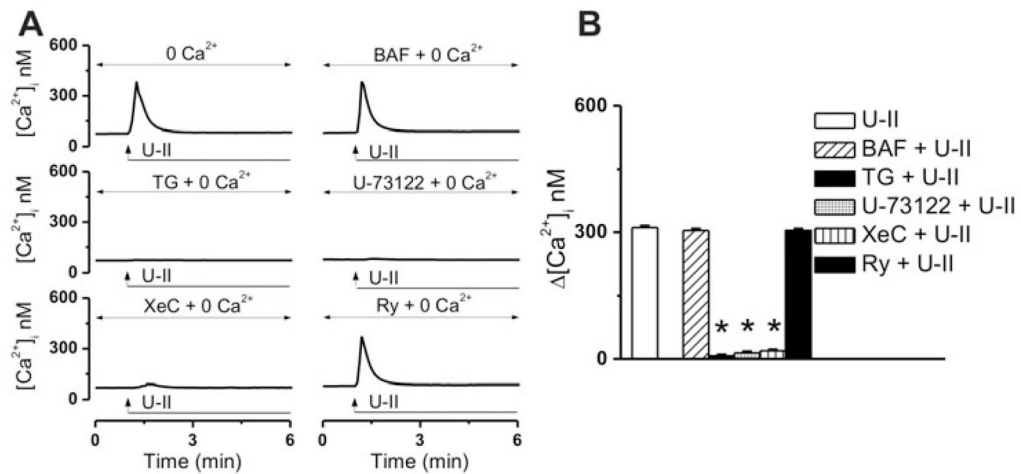 A
600
300
0
[Ca²⁺]ᵢ nM
0 Ca²⁺
U-II
BAF + 0 Ca²⁺
U-II
600
300
0
[Ca²⁺]ᵢ nM
TG + 0 Ca²⁺
U-II
U-73122 + 0 Ca²⁺
U-II
600
300
0
[Ca²⁺]ᵢ nM
XeC + 0 Ca²⁺
U-II
Ry + 0 Ca²⁺
U-II
0 3 6
Time (min)
0 3 6
Time (min)
B
600
300
0
Δ[Ca²⁺]ᵢ nM
* * *
U-II
BAF + U-II
TG + U-II
U-73122 + U-II
XeC + U-II
Ry + U-II